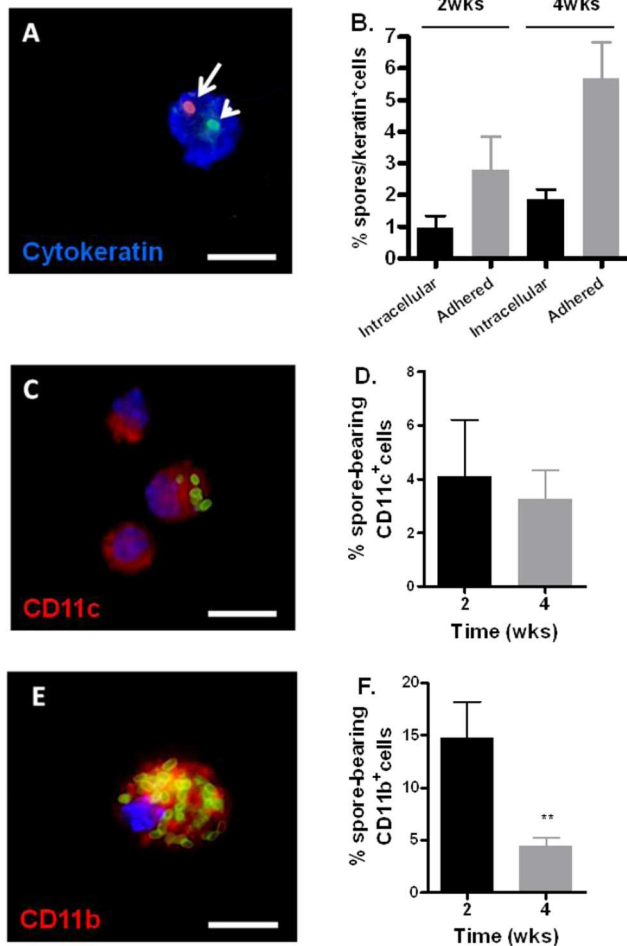 A
Cytokeratin
B.
2wks
4wks
% spores/keratin⁺cells
7
6
5
4
3
2
1
0
Intracellular
Adhered
Intracellular
Adhered
C
CD11c
D.
% spore-bearing
CD11c⁺cells
8
6
4
2
0
2
4
Time (wks)
E
CD11b
F.
% spore-bearing
CD11b⁺cells
20
15
10
5
0
**
2
4
Time (wks)